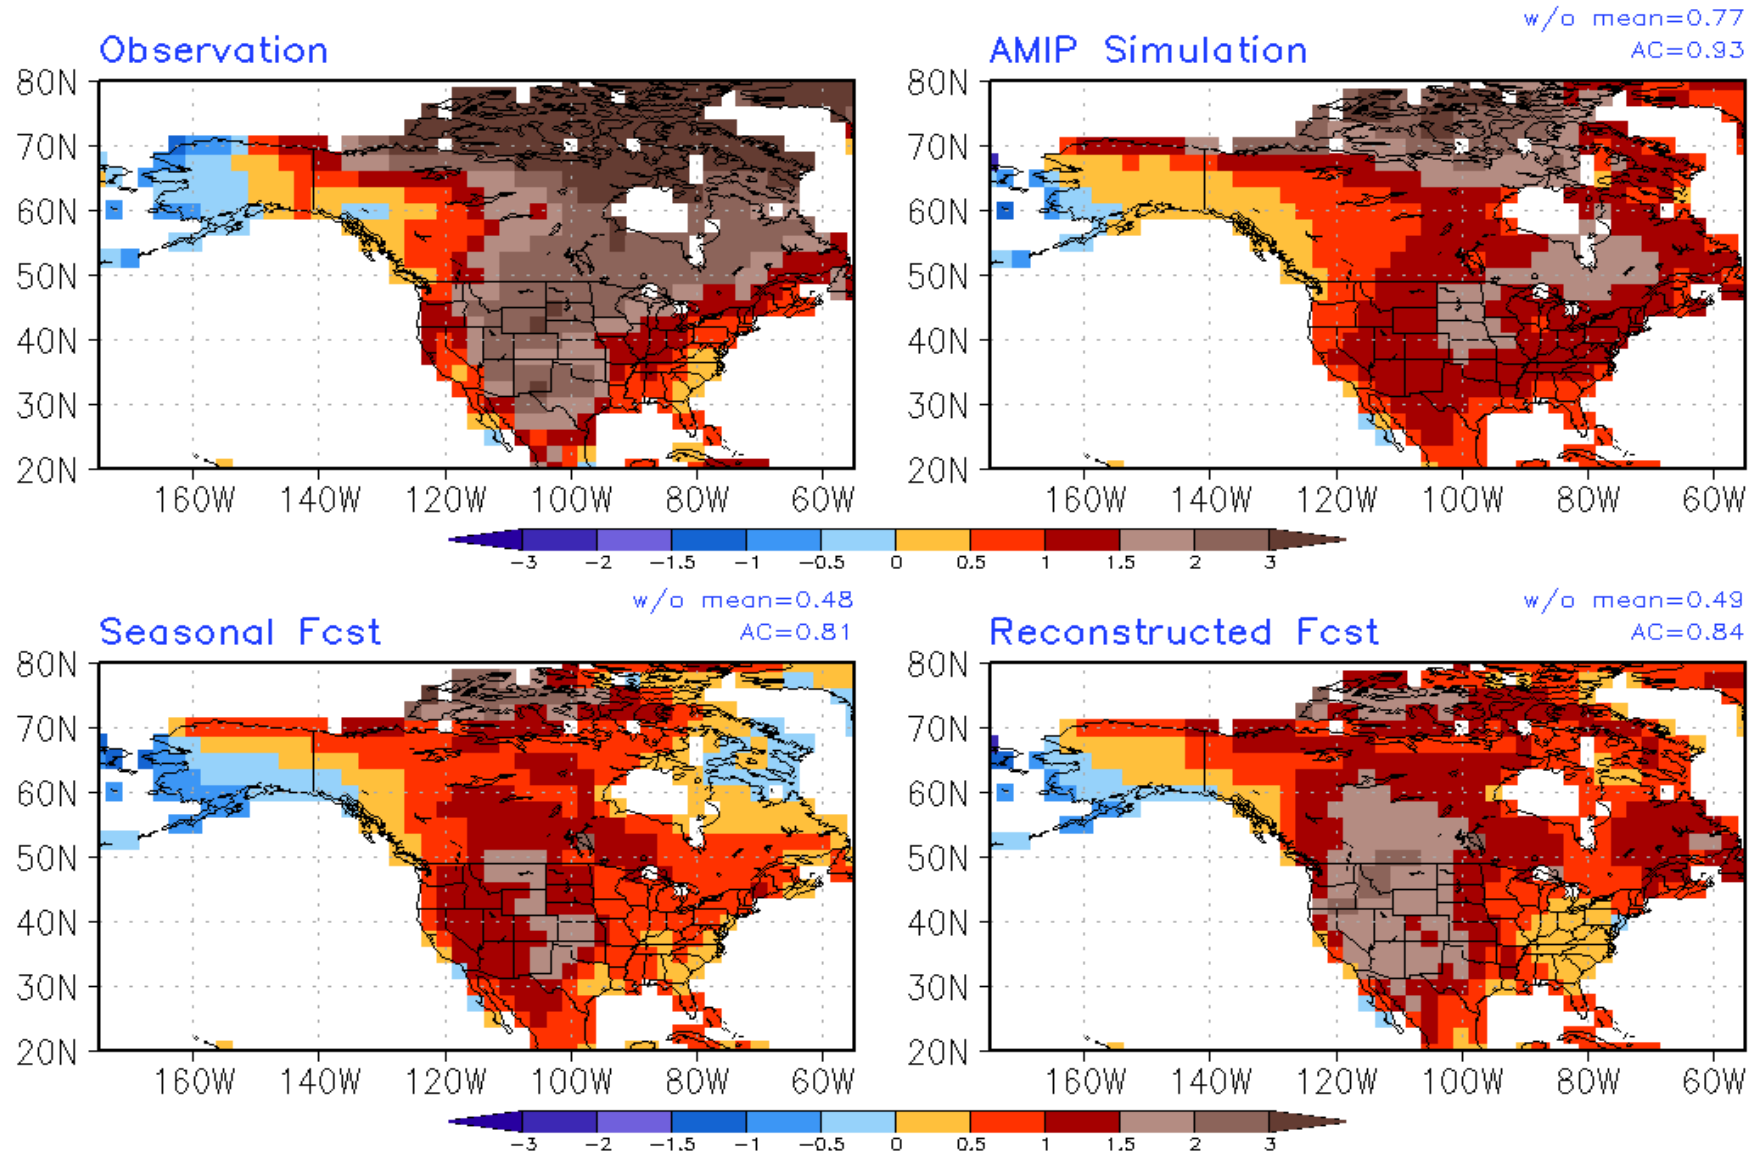 w/o mean=0.77
Observation
AMIP Simulation
AC=0.93
80N
70N
60N
50N
40N
30N
20N
80N
70N
60N
50N
40N
30N
20N
160W 140W 120W 100W 80W 60W
160W 140W 120W 100W 80W 60W
-3 -2 -1.5 -1 -0.5 0 0.5 1 1.5 2 3
w/o mean=0.48
Seasonal Fcst
AC=0.81
w/o mean=0.49
Reconstructed Fcst
AC=0.84
80N
70N
60N
50N
40N
30N
20N
80N
70N
60N
50N
40N
30N
20N
160W 140W 120W 100W 80W 60W
160W 140W 120W 100W 80W 60W
-3 -2 -1.5 -1 -0.5 0 0.5 1 1.5 2 3